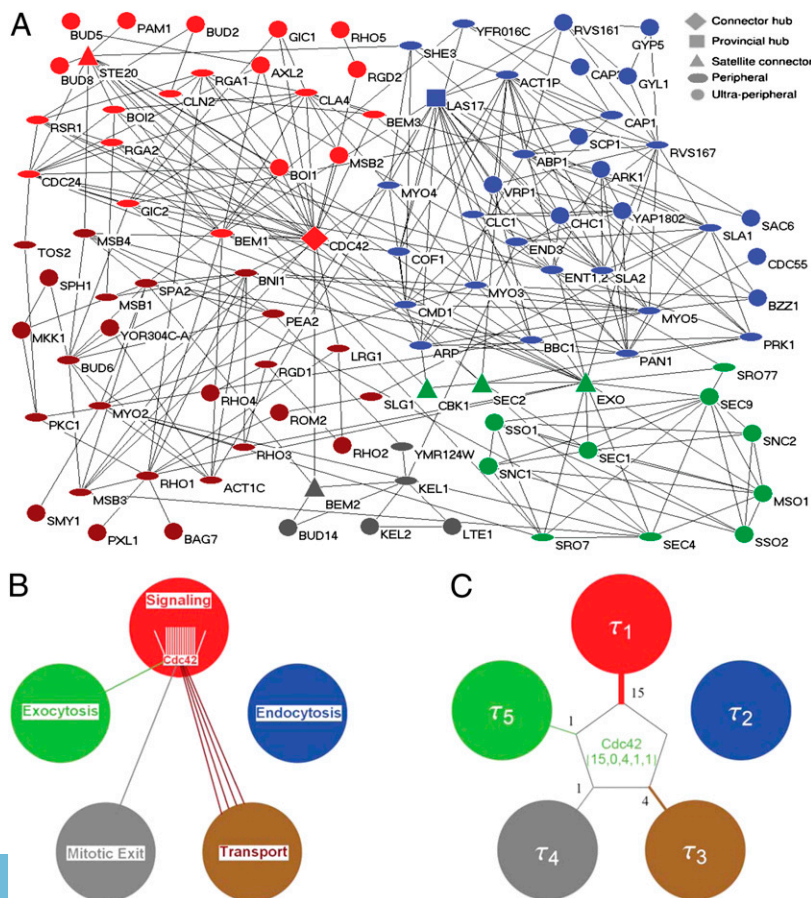 A
BUD5
PAM1
BUD2
GIC1
RHO5
YFR016C
RVS161
GYP5
Connector hub
Provincial hub
Satellite connector
Peripheral
Ultra-peripheral
BUD8
STE20
AXL2
RGD2
SHE3
CAP2
GYL1
RGA1
CLN2
CLA4
ACT1P
LAS17
RSR1
BOI2
BEM3
CAP1
RGA2
SCP1
RVS167
CDC24
BOI1
MSB2
ABP1
ARK1
MYO4
VRP1
GIC2
CLC1
CHC1
YAP1802
SAC6
TOS2
MSB4
BEM1
CDC42
COF1
END3
SLA1
CDC55
SPH1
SPA2
BNI1
MYO3
ENT1,2
SLA2
MSB1
CMD1
BZZ1
MKK1
YOR304C-A
PEA2
MYO5
BUD6
LRG1
ARP
BBC1
PAN1
PRK1
RGD1
SRO77
RHO4
SLG1
CBK1
SEC2
EXO
SEC9
PKC1
MYO2
ROM2
SSO1
SNC2
RHO3
RHO2
YMR124W
SNC1
SEC1
MSB3
RHO1
ACT1C
KEL1
MSO1
BEM2
SMY1
PXL1
BAG7
BUD14
KEL2
LTE1
SRO7
SEC4
SSO2
B
Signaling
Cdc42
Exocytosis
Endocytosis
Mitotic Exit
Transport
C
τ1
15
τ5
1
τ2
Cdc42
|15,0,4,1,1|
1
4
τ4
τ3